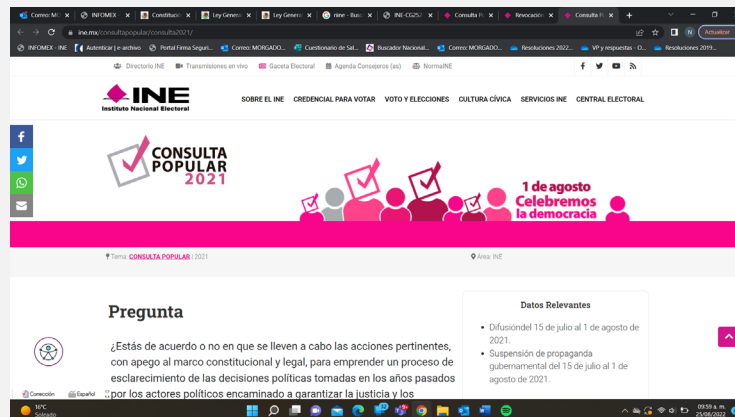 Correo: MO
INFOMEX
Constitució
Ley Genera
Ley Genera
nine - Busc
INE-CG252
Consulta P
Revocación
Consulta Po
ine.mx/consultapopular/consulta2021/
N
Actualizar
INFOMEX - INE
Autenticar | e-archivo
Portal Firma Seguri...
Correo: MORGADO...
Cuestionario de Sal...
Buscador Nacional...
Correo: MORGADO...
Resoluciones 2022...
VP y respuestas - O...
Resoluciones 2019...
Directorio INE
Transmisiones en vivo
Gaceta Electoral
Agenda Consejeros (as)
NormaINE
INE
Instituto Nacional Electoral
SOBRE EL INE
CREDENCIAL PARA VOTAR
VOTO Y ELECCIONES
CULTURA CÍVICA
SERVICIOS INE
CENTRAL ELECTORAL
CONSULTA
POPULAR
2021
1 de agosto
Celebremos
la democracia
Tema: CONSULTA POPULAR | 2021
Área: INE
Pregunta
¿Estás de acuerdo o no en que se lleven a cabo las acciones pertinentes,
con apego al marco constitucional y legal, para emprender un proceso de
esclarecimiento de las decisiones políticas tomadas en los años pasados
por los actores políticos encaminado a garantizar la justicia y los
Datos Relevantes
Difusióndel 15 de julio al 1 de agosto de
2021.
Suspensión de propaganda
gubernamental del 15 de julio al 1 de
agosto de 2021.
Corrección
Español
16°C
Soleado
09:59 a. m.
25/08/2022